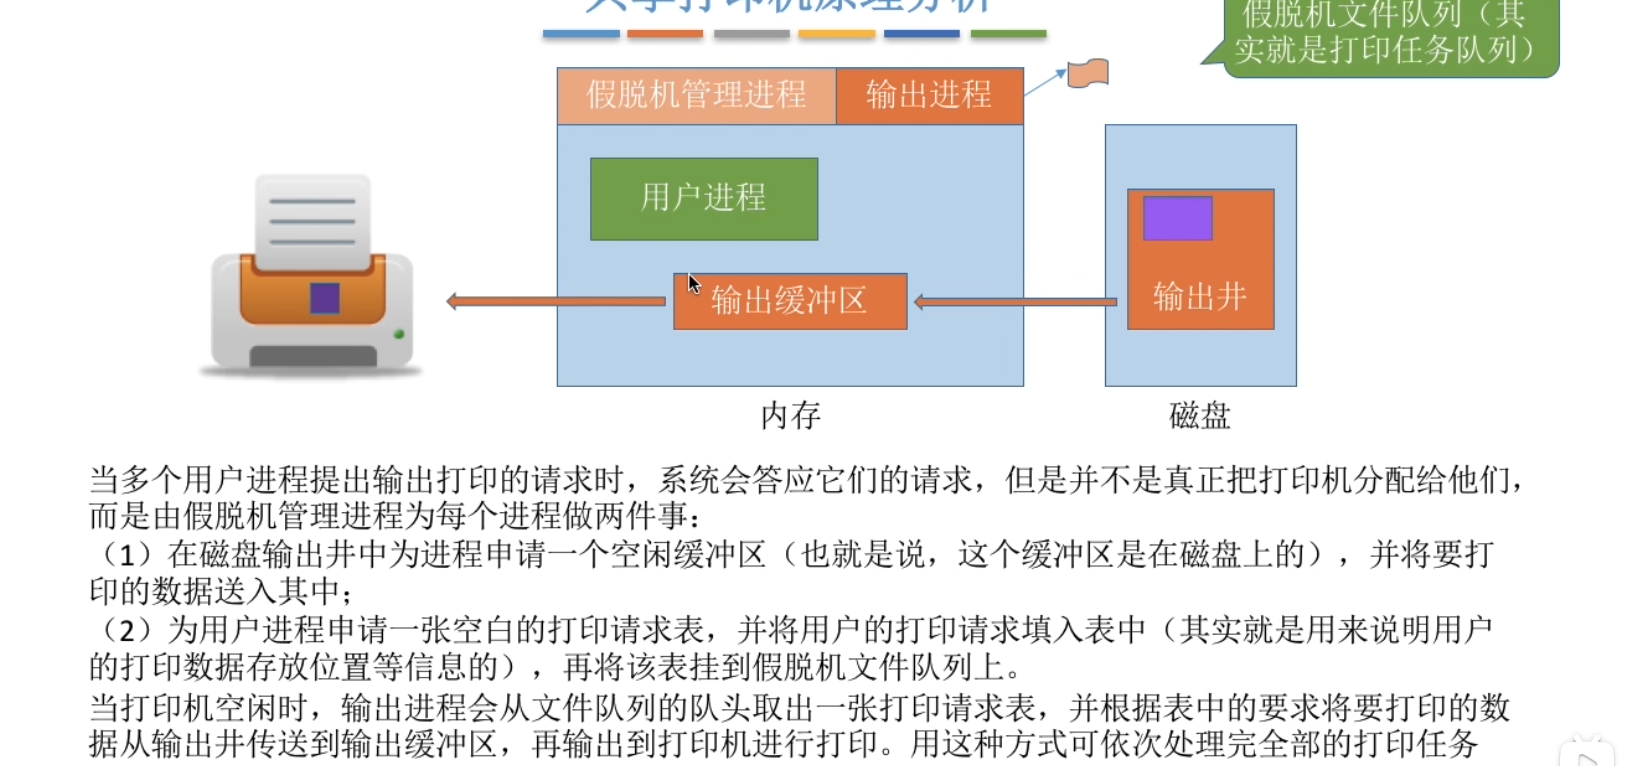 共享打印机原理分析
假脱机文件队列（其
实就是打印任务队列）
假脱机管理进程
输出进程
用户进程
输出缓冲区
输出井
内存
磁盘
当多个用户进程提出输出打印的请求时，系统会答应它们的请求，但是并不是真正把打印机分配给他们，
而是由假脱机管理进程为每个进程做两件事：
（1）在磁盘输出井中为进程申请一个空闲缓冲区（也就是说，这个缓冲区是在磁盘上的），并将要打
印的数据送入其中；
（2）为用户进程申请一张空白的打印请求表，并将用户的打印请求填入表中（其实就是用来说明用户
的打印数据存放位置等信息的），再将该表挂到假脱机文件队列上。
当打印机空闲时，输出进程会从文件队列的队头取出一张打印请求表，并根据表中的要求将要打印的数
据从输出井传送到输出缓冲区，再输出到打印机进行打印。用这种方式可依次处理完全部的打印任务